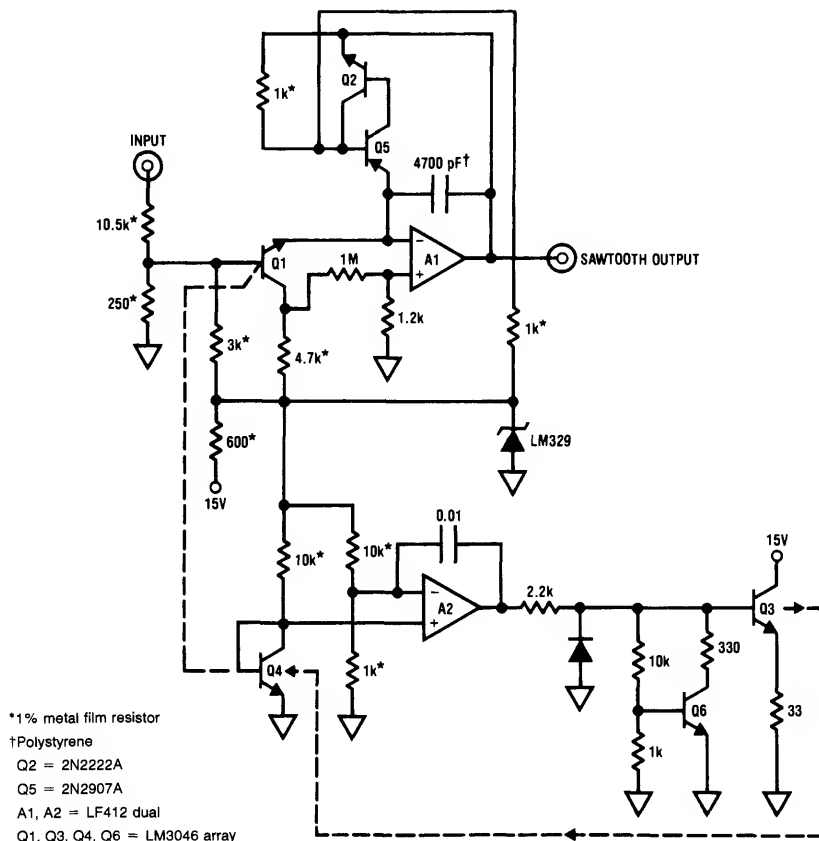 Q2
1k*
INPUT
Q5
4700 pF†
10.5k*
Q1
1M
−
A1
+
SAWTOOTH OUTPUT
250*
1.2k
3k*
4.7k*
1k*
LM329
600*
15V
0.01
15V
10k*
10k*
−
A2
+
2.2k
Q3
Q4
10k
330
1k*
Q6
33
1k
*1% metal film resistor
†Polystyrene
Q2 = 2N2222A
Q5 = 2N2907A
A1, A2 = LF412 dual
Q1, Q3, Q4, Q6 = LM3046 array